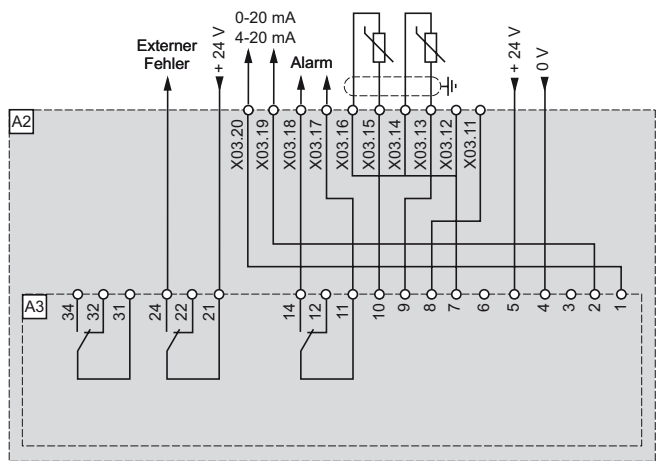 0-20 mA
4-20 mA
Externer
Fehler
+ 24 V
Alarm
+ 24 V
0 V
A2
X03.20
X03.19
X03.18
X03.17
X03.16
X03.15
X03.14
X03.13
X03.12
X03.11
A3
34
32
31
24
22
21
14
12
11
10
9
8
7
6
5
4
3
2
1